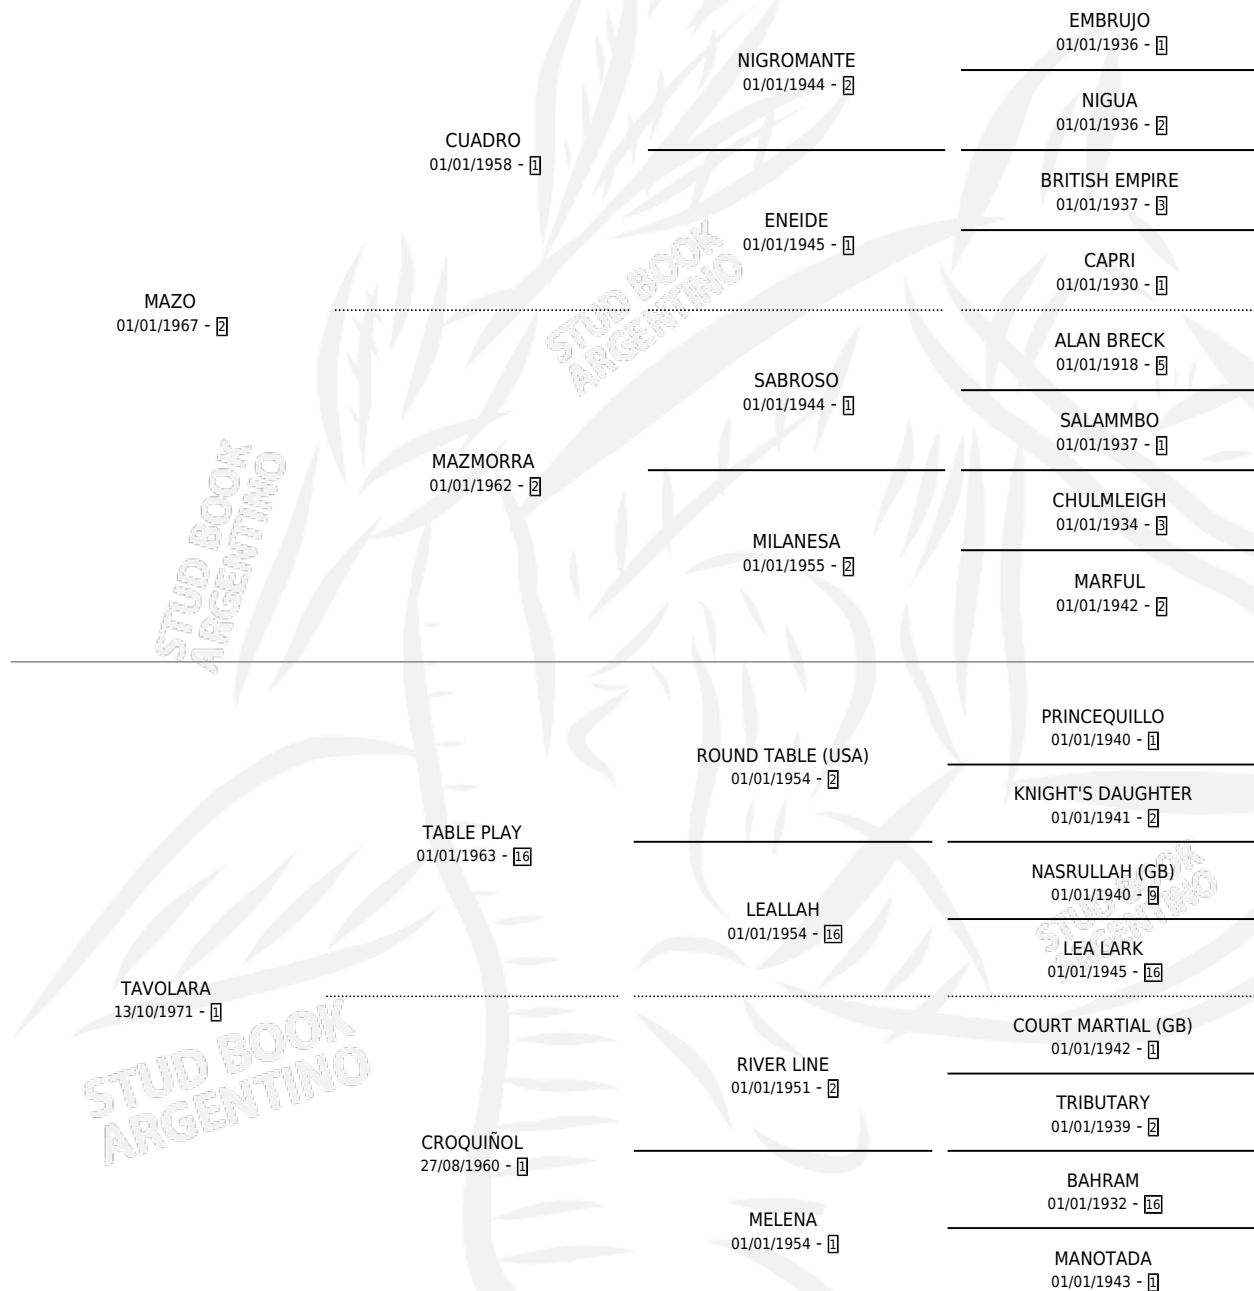 EMBRUJO
01/01/1936 - 1
NIGROMANTE
01/01/1944 - 2
NIGUA
01/01/1936 - 2
CUADRO
01/01/1958 - 1
BRITISH EMPIRE
01/01/1937 - 3
ENEIDE
01/01/1945 - 1
CAPRI
01/01/1930 - 1
MAZO
01/01/1967 - 2
ALAN BRECK
01/01/1918 - 5
SABROSO
01/01/1944 - 1
SALAMMBO
01/01/1937 - 1
MAZMORRA
01/01/1962 - 2
CHULMLEIGH
01/01/1934 - 3
MILANESA
01/01/1955 - 2
MARFUL
01/01/1942 - 2
STUD BOOK
ARGENTINO
STUD BOOK
ARGENTINO
PRINCEQUILLO
01/01/1940 - 1
ROUND TABLE (USA)
01/01/1954 - 2
KNIGHT'S DAUGHTER
01/01/1941 - 2
TABLE PLAY
01/01/1963 - 16
NASRULLAH (GB)
01/01/1940 - 9
LEALLAH
01/01/1954 - 16
LEA LARK
01/01/1945 - 16
TAVOLARA
13/10/1971 - 1
COURT MARTIAL (GB)
01/01/1942 - 1
RIVER LINE
01/01/1951 - 2
TRIBUTARY
01/01/1939 - 2
CROQUIÑOL
27/08/1960 - 1
BAHRAM
01/01/1932 - 16
MELENA
01/01/1954 - 1
MANOTADA
01/01/1943 - 1
STUD BOOK
ARGENTINO
STUD BOOK
ARGENTINO